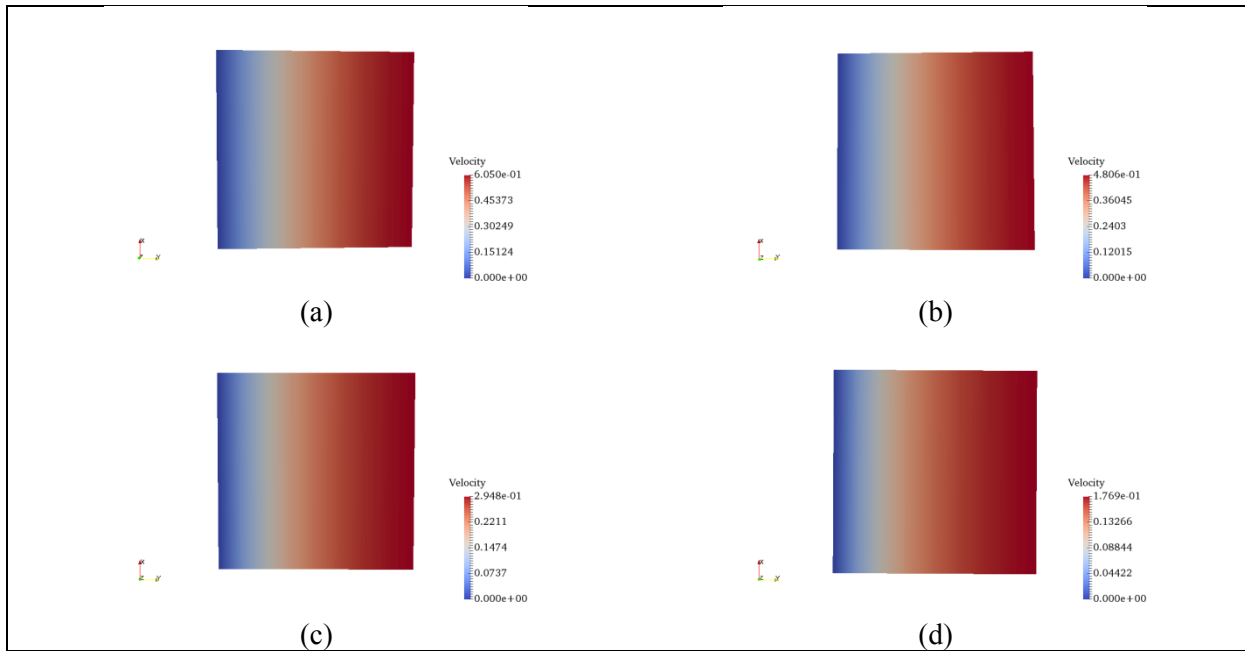 Velocity
6.050e-01
0.45373
0.30249
0.15124
0.000e+00
X
Z Y
(a)
Velocity
4.806e-01
0.36045
0.2403
0.12015
0.000e+00
X
Z Y
(b)
Velocity
2.948e-01
0.2211
0.1474
0.0737
0.000e+00
X
Z Y
(c)
Velocity
1.769e-01
0.13266
0.08844
0.04422
0.000e+00
X
Z Y
(d)